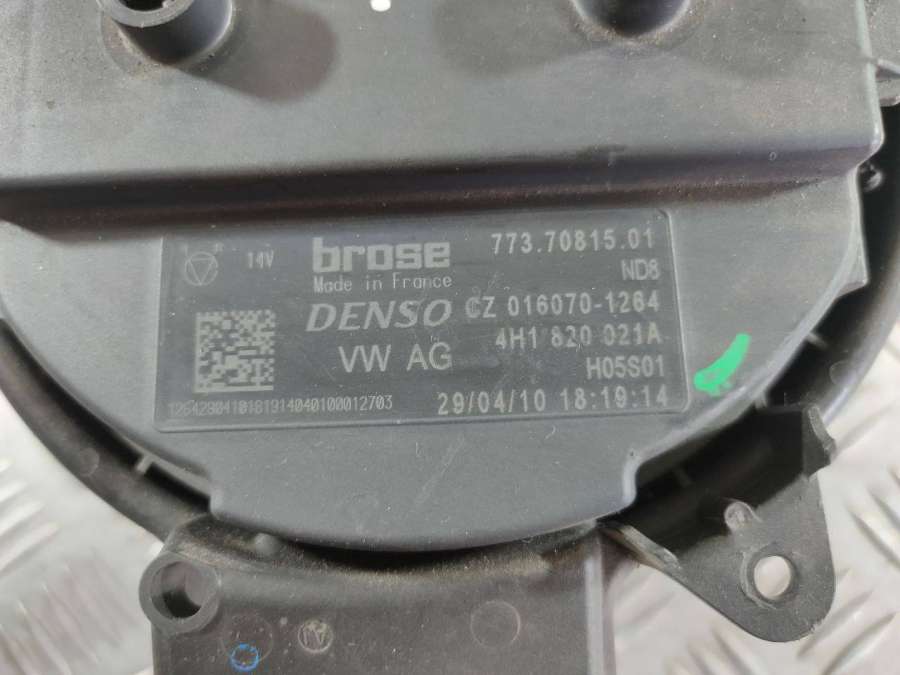 14V brose 773.70815.01
Made in France ND8
DENSO CZ 016070-1264
VW AG 4H1 820 021A
H05S01
1264290410181914040100012703 29/04/10 18:19:14